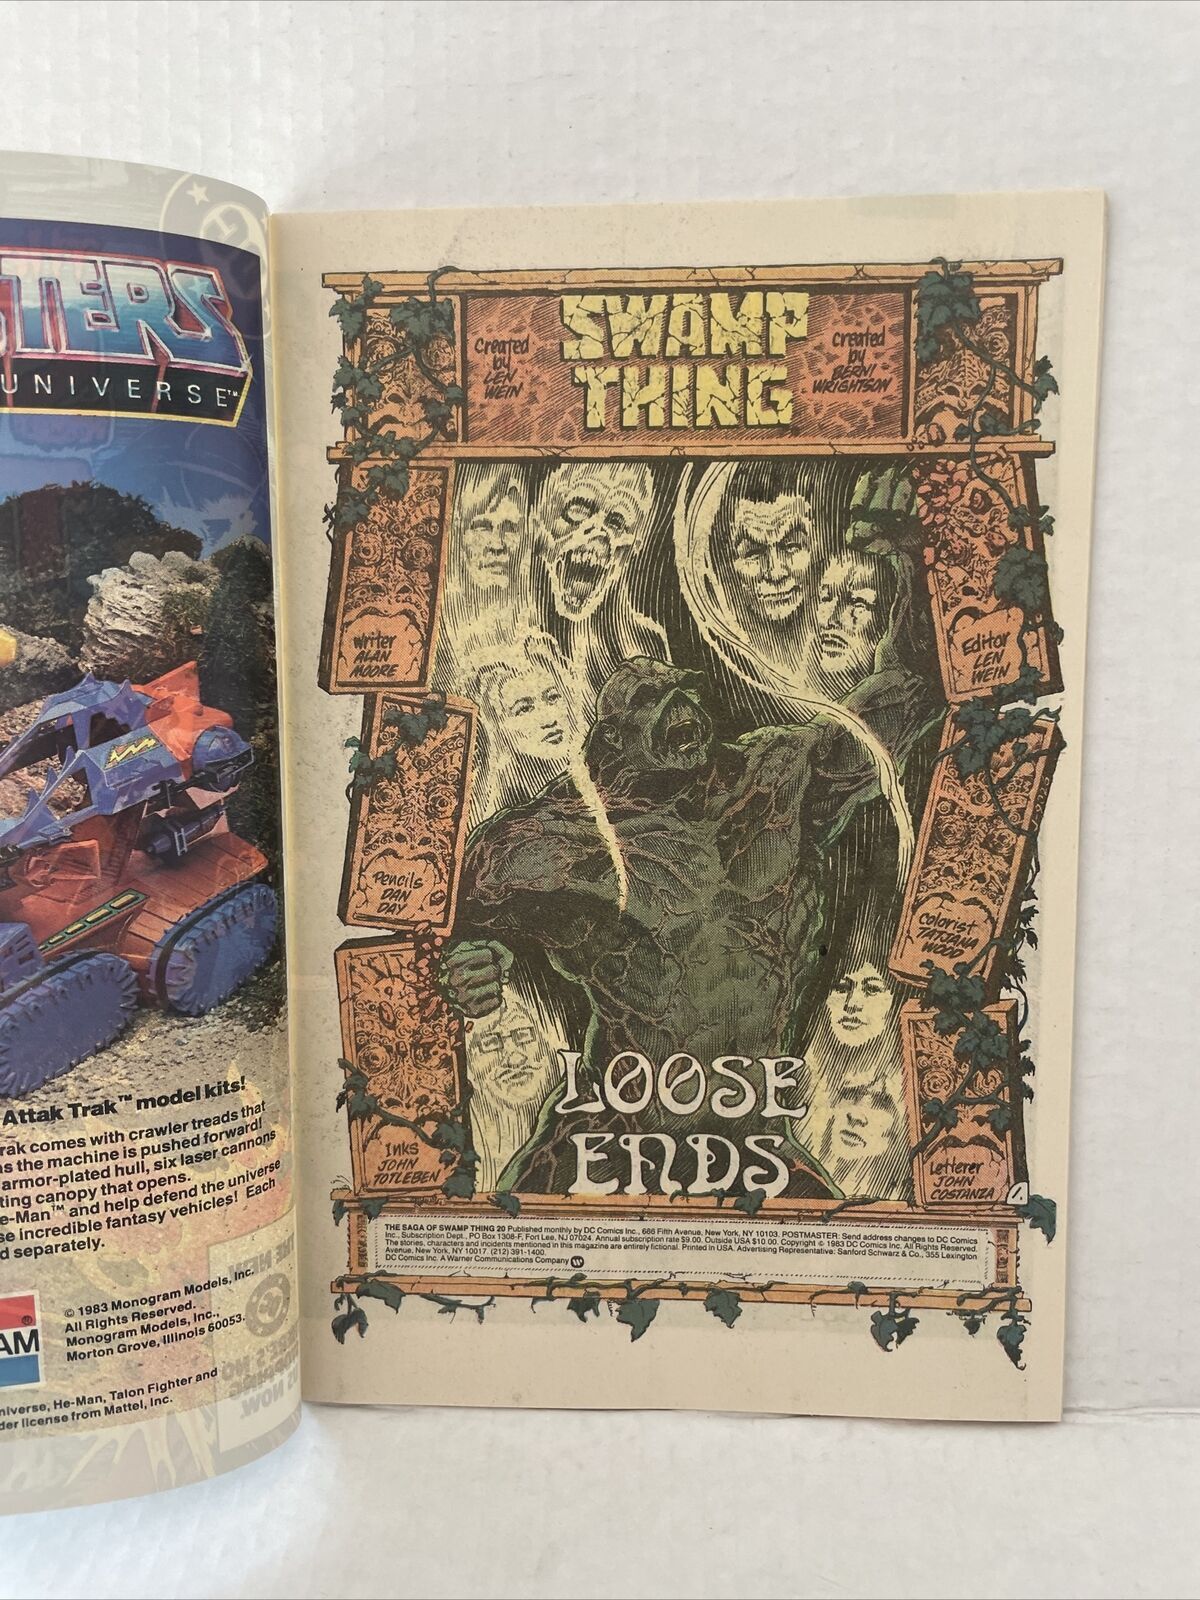 STERS
UNIVERSE™
Attak Trak™ model kits!
rak comes with crawler treads that
as the machine is pushed forward!
armor-plated hull, six laser cannons
ting canopy that opens.
e-Man™ and help defend the universe
se incredible fantasy vehicles! Each
d separately.
© 1983 Monogram Models, Inc.
All Rights Reserved.
Monogram Models, Inc.,
Morton Grove, Illinois 60053.
AM
niverse, He-Man, Talon Fighter and
der license from Mattel, Inc.
Created
by
LEN
WEIN
SWAMP
THING
created
by
BERNI
WRIGHTSON
writer
ALAN
MOORE
Editor
LEN
WEIN
Pencils
DAN
DAY
Colorist
TATJANA
WOOD
LOOSE
ENDS
Inks
JOHN
TOTLEBEN
Letterer
JOHN
COSTANZA
1.
THE SAGA OF SWAMP THING 20 Published monthly by DC Comics Inc., 666 Fifth Avenue, New York, NY 10103. POSTMASTER: Send address changes to DC Comics
Inc., Subscription Dept., PO Box 1308-F, Fort Lee, NJ 07024. Annual subscription rate $9.00. Outside USA $10.00. Copyright © 1983 DC Comics Inc. All Rights Reserved.
The stories, characters and incidents mentioned in this magazine are entirely fictional. Printed in USA. Advertising Representative: Sanford Schwarz & Co., 355 Lexington
Avenue, New York, NY 10017. (212) 391-1400.
DC Comics Inc. A Warner Communications Company